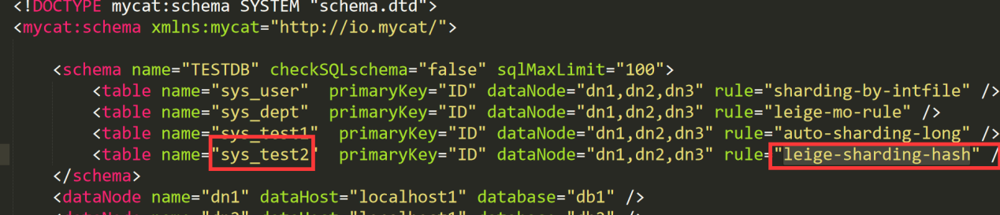 <!DOCTYPE mycat:schema SYSTEM "schema.dtd">
<mycat:schema xmlns:mycat="http://io.mycat/">
<schema name="TESTDB" checkSQLschema="false" sqlMaxLimit="100">
<table name="sys_user" primaryKey="ID" dataNode="dn1,dn2,dn3" rule="sharding-by-intfile" />
<table name="sys_dept" primaryKey="ID" dataNode="dn1,dn2,dn3" rule="leige-mo-rule" />
<table name="sys_test1" primaryKey="ID" dataNode="dn1,dn2,dn3" rule="auto-sharding-long" />
<table name="sys_test2" primaryKey="ID" dataNode="dn1,dn2,dn3" rule="leige-sharding-hash" /
</schema>
<dataNode name="dn1" dataHost="localhost1" database="db1" />